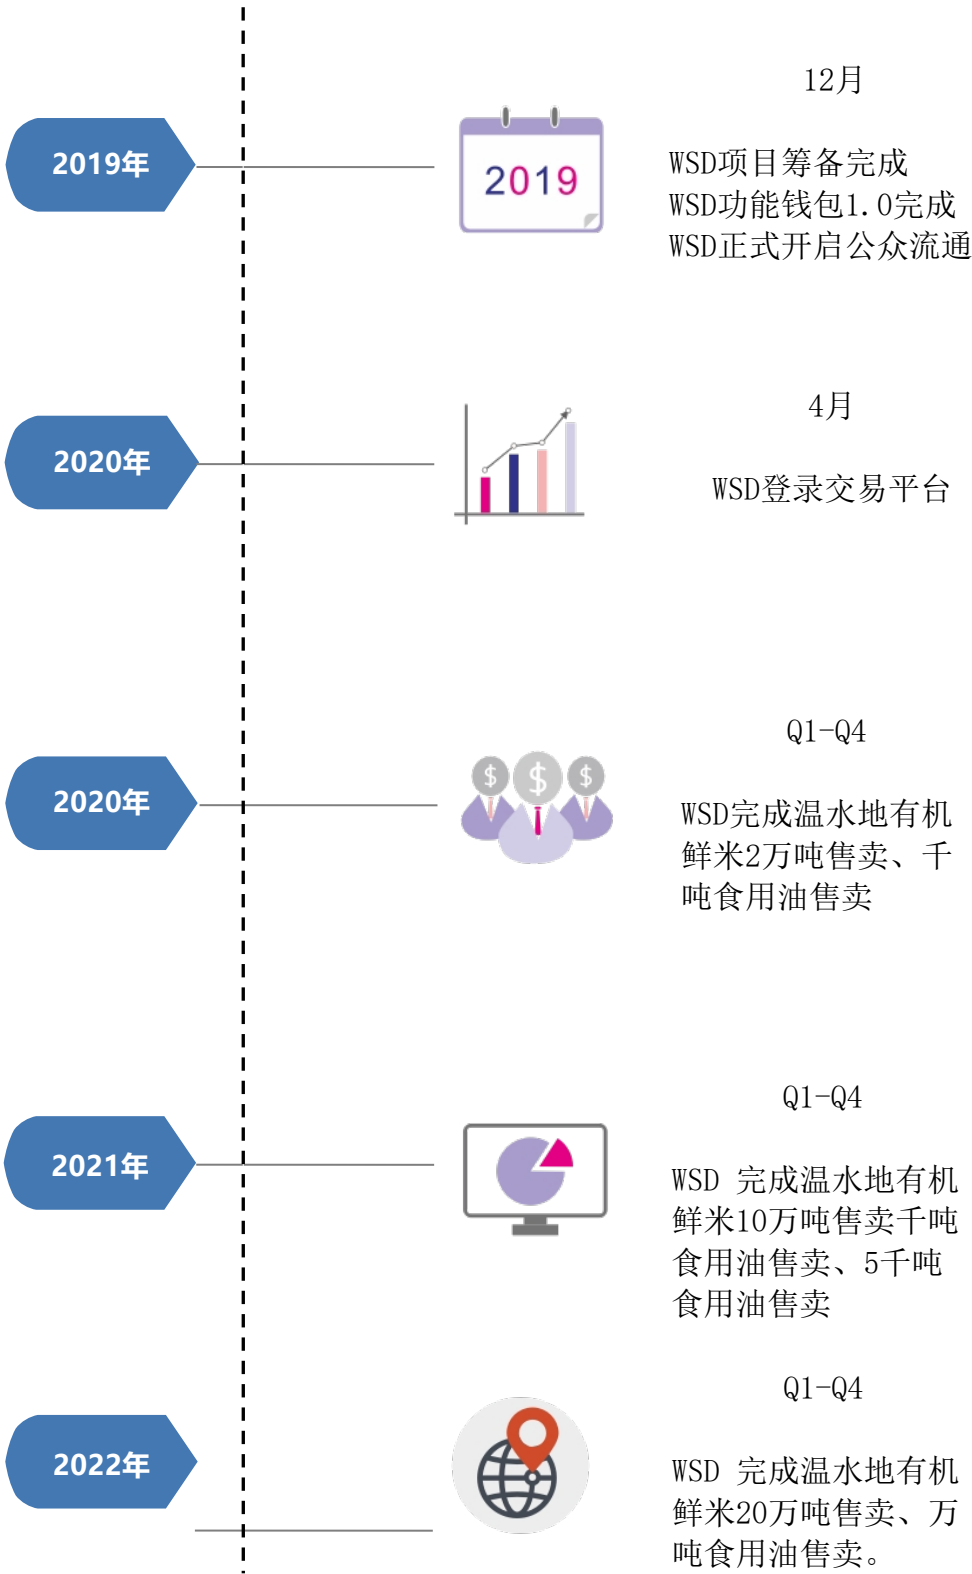 12月
2019年
2019
WSD项目筹备完成
WSD功能钱包1.0完成
WSD正式开启公众流通
4月
2020年
WSD登录交易平台
Q1-Q4
2020年
$ $ $
WSD完成温水地有机
鲜米2万吨售卖、千
吨食用油售卖
Q1-Q4
2021年
WSD 完成温水地有机
鲜米10万吨售卖千吨
食用油售卖、5千吨
食用油售卖
Q1-Q4
2022年
WSD 完成温水地有机
鲜米20万吨售卖、万
吨食用油售卖。